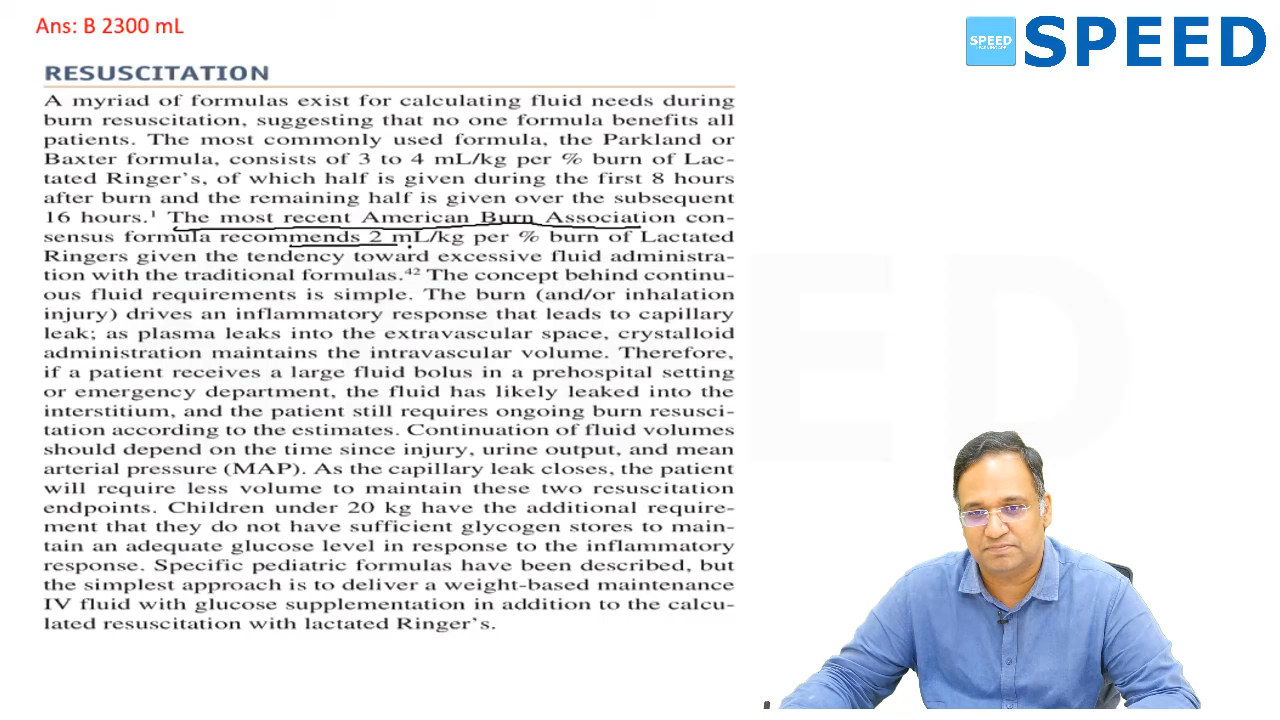 Ans: B 2300 mL
SPEED
SPEED
RESUSCITATION
A myriad of formulas exist for calculating fluid needs during
burn resuscitation, suggesting that no one formula benefits all
patients. The most commonly used formula, the Parkland or
Baxter formula, consists of 3 to 4 mL/kg per % burn of Lac-
tated Ringer's, of which half is given during the first 8 hours
after burn and the remaining half is given over the subsequent
16 hours.¹ The most recent American Burn Association con-
sensus formula recommends 2 mL/kg per % burn of Lactated
Ringers given the tendency toward excessive fluid administra-
tion with the traditional formulas.⁴² The concept behind continu-
ous fluid requirements is simple. The burn (and/or inhalation
injury) drives an inflammatory response that leads to capillary
leak; as plasma leaks into the extravascular space, crystalloid
administration maintains the intravascular volume. Therefore,
if a patient receives a large fluid bolus in a prehospital setting
or emergency department, the fluid has likely leaked into the
interstitium, and the patient still requires ongoing burn resusci-
tation according to the estimates. Continuation of fluid volumes
should depend on the time since injury, urine output, and mean
arterial pressure (MAP). As the capillary leak closes, the patient
will require less volume to maintain these two resuscitation
endpoints. Children under 20 kg have the additional require-
ment that they do not have sufficient glycogen stores to main-
tain an adequate glucose level in response to the inflammatory
response. Specific pediatric formulas have been described, but
the simplest approach is to deliver a weight-based maintenance
IV fluid with glucose supplementation in addition to the calcu-
lated resuscitation with lactated Ringer's.